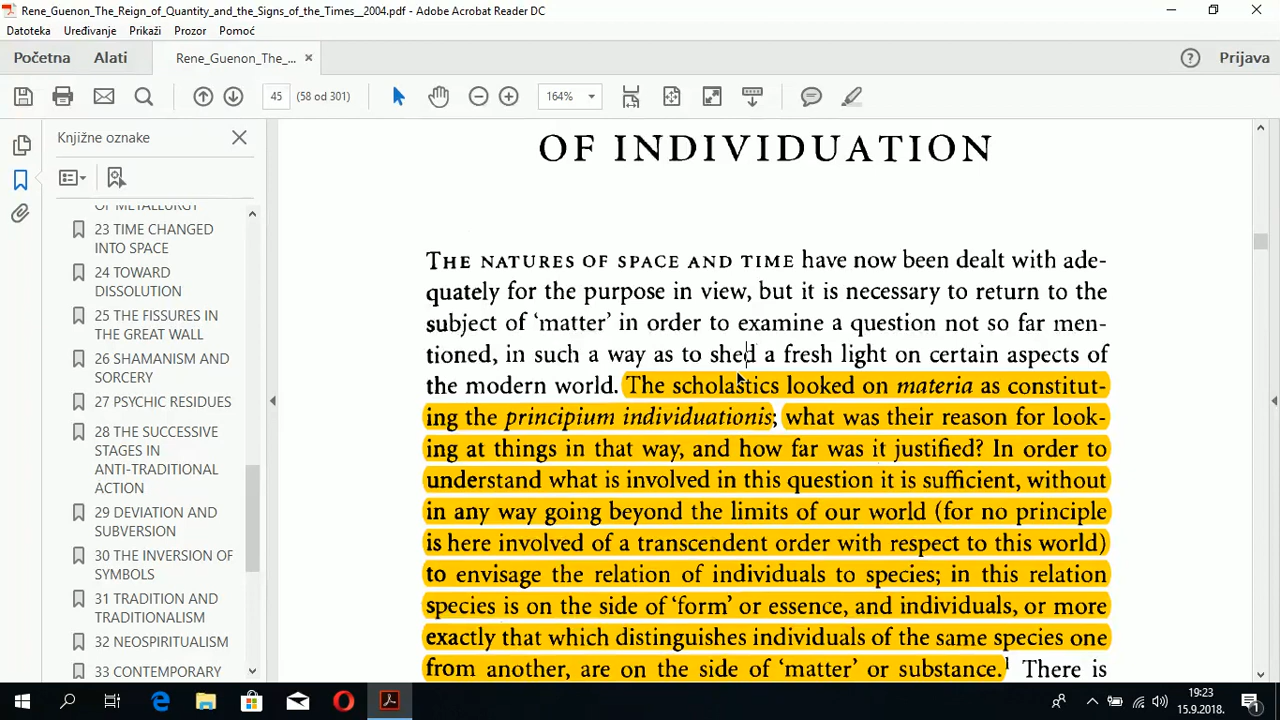 Rene_Guenon_The_Reign_of_Quantity_and_the_Signs_of_the_Times_2004.pdf - Adobe Acrobat Reader DC
Datoteka Uređivanje Prikaži Prozor Pomoć
Početna Alati Rene_Guenon_The_... × Prijava
45 (58 od 301) 164%
Knjižne oznake
OF METALLURGY
23 TIME CHANGED
INTO SPACE
24 TOWARD
DISSOLUTION
25 THE FISSURES IN
THE GREAT WALL
26 SHAMANISM AND
SORCERY
27 PSYCHIC RESIDUES
28 THE SUCCESSIVE
STAGES IN
ANTI-TRADITIONAL
ACTION
29 DEVIATION AND
SUBVERSION
30 THE INVERSION OF
SYMBOLS
31 TRADITION AND
TRADITIONALISM
32 NEOSPIRITUALISM
33 CONTEMPORARY
OF INDIVIDUATION
THE NATURES OF SPACE AND TIME have now been dealt with ade-
quately for the purpose in view, but it is necessary to return to the
subject of ‘matter’ in order to examine a question not so far men-
tioned, in such a way as to shed a fresh light on certain aspects of
the modern world. The scholastics looked on materia as constitut-
ing the principium individuationis; what was their reason for look-
ing at things in that way, and how far was it justified? In order to
understand what is involved in this question it is sufficient, without
in any way going beyond the limits of our world (for no principle
is here involved of a transcendent order with respect to this world)
to envisage the relation of individuals to species; in this relation
species is on the side of ‘form’ or essence, and individuals, or more
exactly that which distinguishes individuals of the same species one
from another, are on the side of ‘matter’ or substance.¹ There is
19:23
15.9.2018.